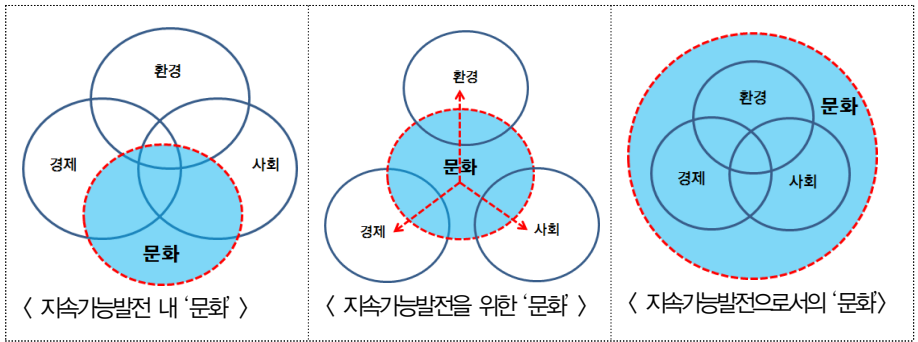 환경
경제
사회
문화
< 지속가능발전 내 ‘문화’ >
환경
문화
경제
사회
< 지속가능발전을 위한 ‘문화’ >
환경
문화
경제
사회
< 지속가능발전으로서의 ‘문화’>